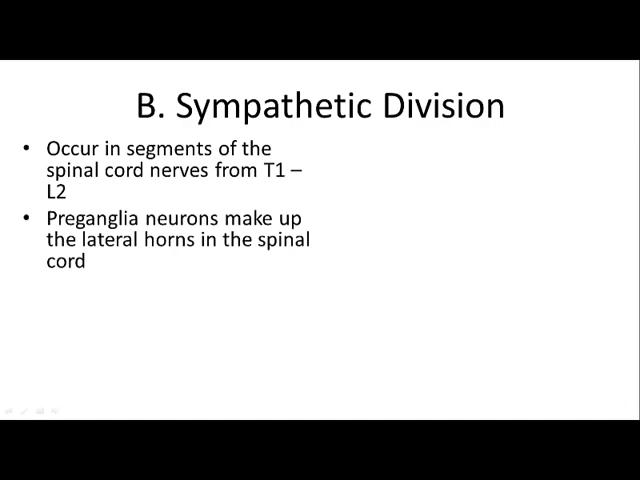 B. Sympathetic Division
• Occur in segments of the
spinal cord nerves from T1 –
L2
• Preganglia neurons make up
the lateral horns in the spinal
cord